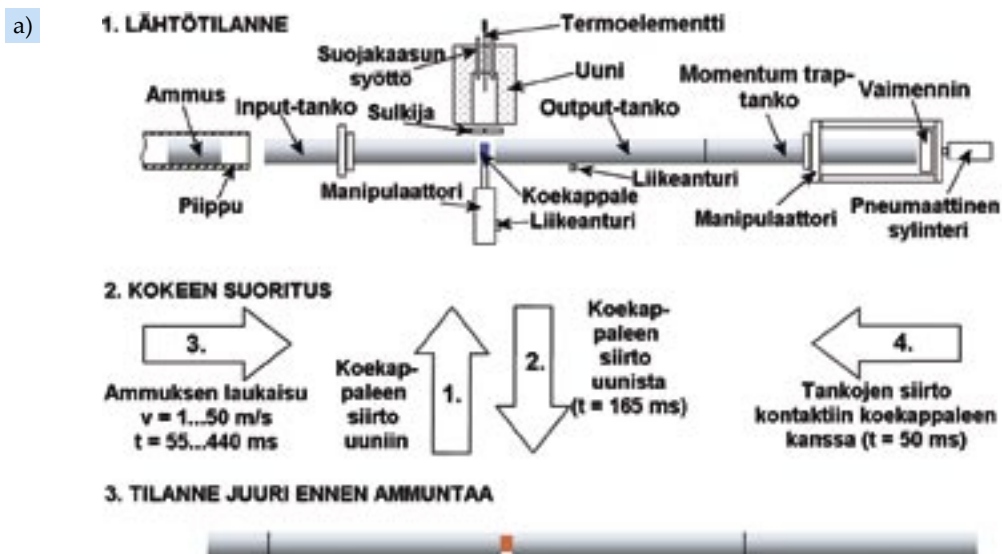 a)
1. LÄHTÖTILANNE
Termoelementti
Suojakaasun
syöttö
Uuni
Momentum trap-
tanko
Vaimennin
Ammus
Input-tanko
Sulkija
Output-tanko
Piippu
Manipulaattori
Koekappale
Liikeanturi
Liikeanturi
Manipulaattori
Pneumaattinen
sylinteri
2. KOKEEN SUORITUS
3.
Ammuksen laukaisu
v = 1...50 m/s
t = 55...440 ms
Koekap-
paleen
siirto
uuniin
1.
2.
Koekap-
paleen
siirto
uunista
(t = 165 ms)
4.
Tankojen siirto
kontaktiin koekappaleen
kanssa (t = 50 ms)
3. TILANNE JUURI ENNEN AMMUNTAA